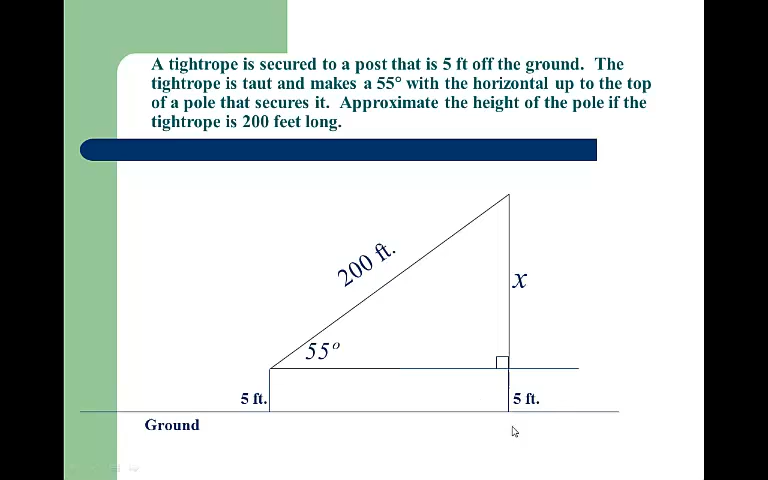 A tightrope is secured to a post that is 5 ft off the ground. The
tightrope is taut and makes a 55° with the horizontal up to the top
of a pole that secures it. Approximate the height of the pole if the
tightrope is 200 feet long.
200 ft.
x
55°
5 ft.
5 ft.
Ground